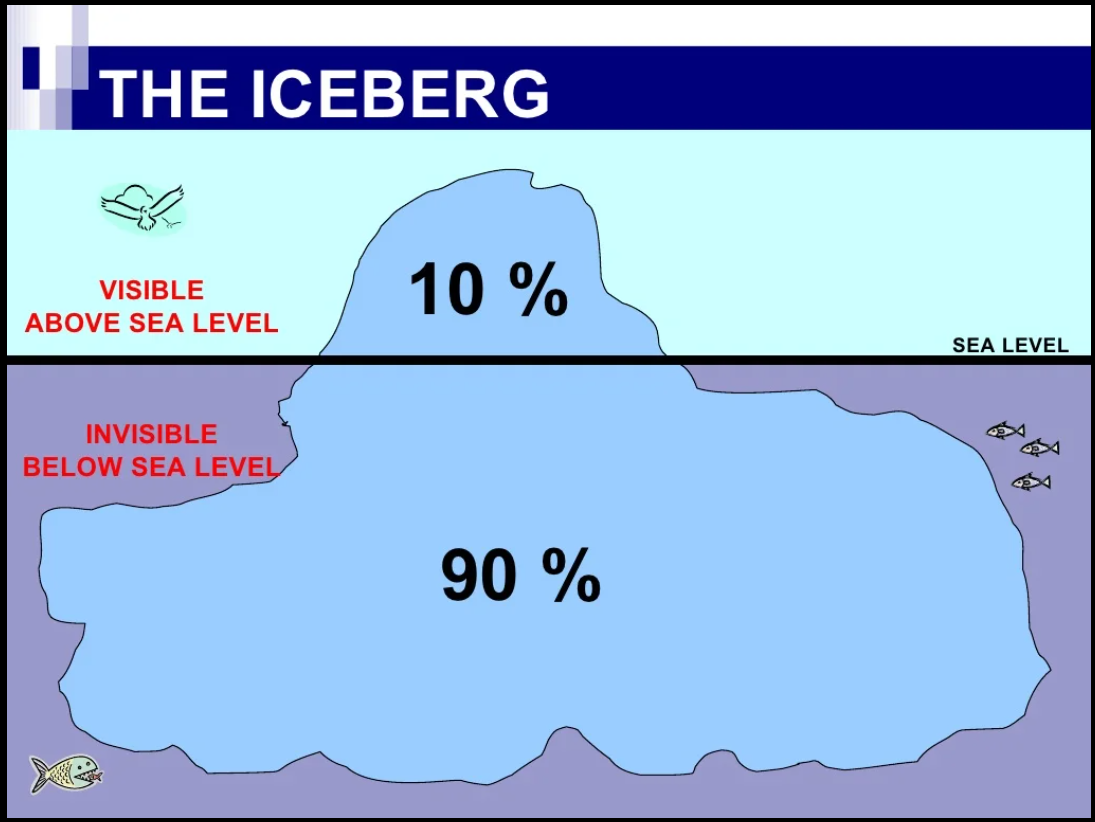 THE ICEBERG
VISIBLE
ABOVE SEA LEVEL
10 %
SEA LEVEL
INVISIBLE
BELOW SEA LEVEL
90 %